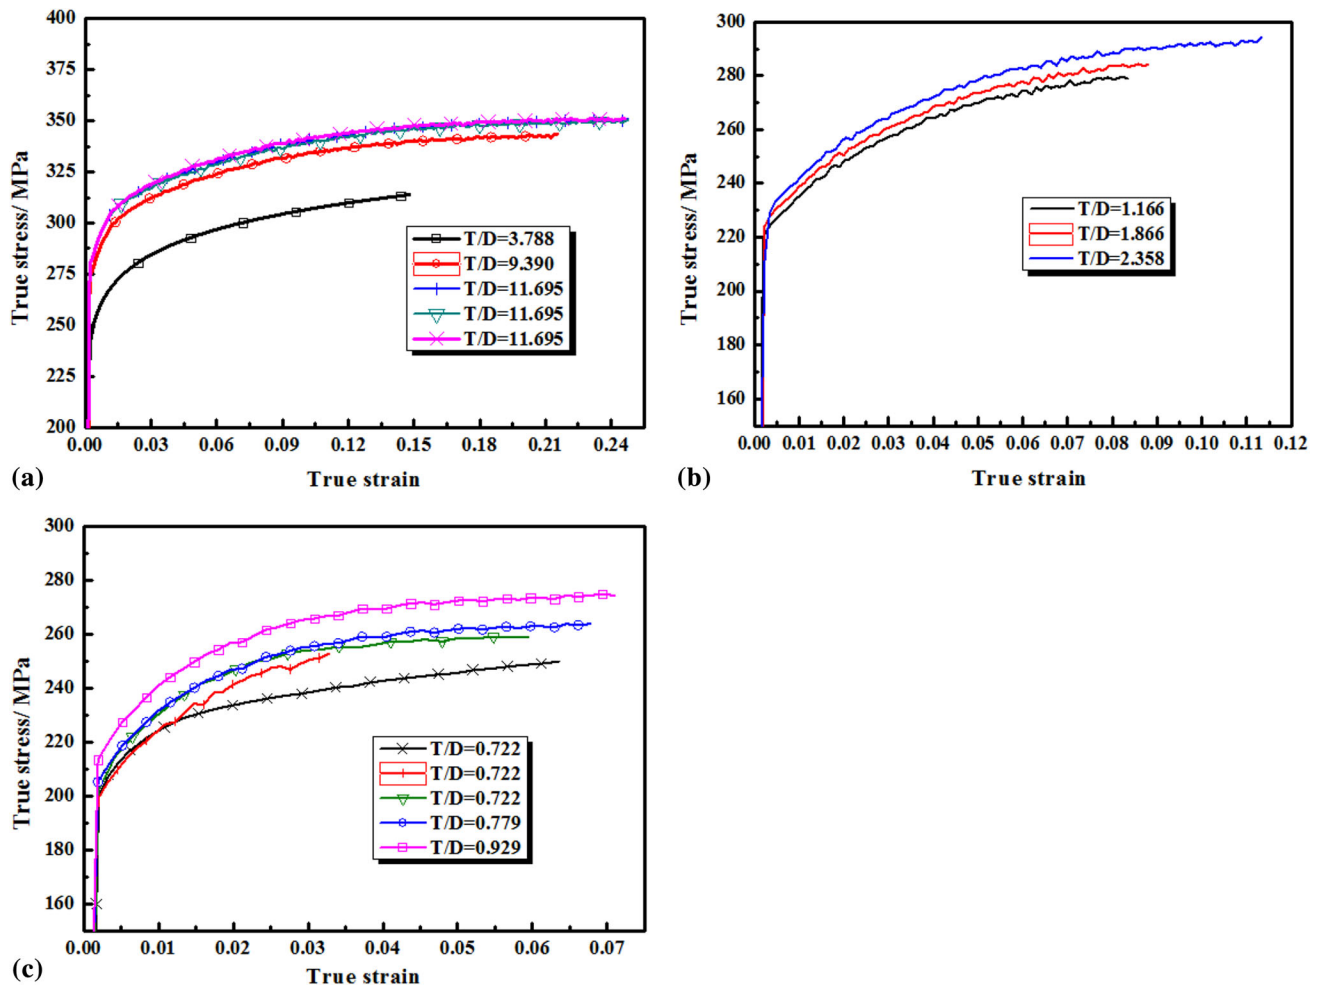 400
375
350
325
300
275
250
225
200
True stress/ MPa
T/D=3.788
T/D=9.390
T/D=11.695
T/D=11.695
T/D=11.695
0.00 0.03 0.06 0.09 0.12 0.15 0.18 0.21 0.24
True strain
(a)
300
280
260
240
220
200
180
160
True stress/ MPa
T/D=1.166
T/D=1.866
T/D=2.358
0.00 0.01 0.02 0.03 0.04 0.05 0.06 0.07 0.08 0.09 0.10 0.11 0.12
True strain
(b)
300
280
260
240
220
200
180
160
True stress/ MPa
T/D=0.722
T/D=0.722
T/D=0.722
T/D=0.779
T/D=0.929
0.00 0.01 0.02 0.03 0.04 0.05 0.06 0.07
True strain
(c)